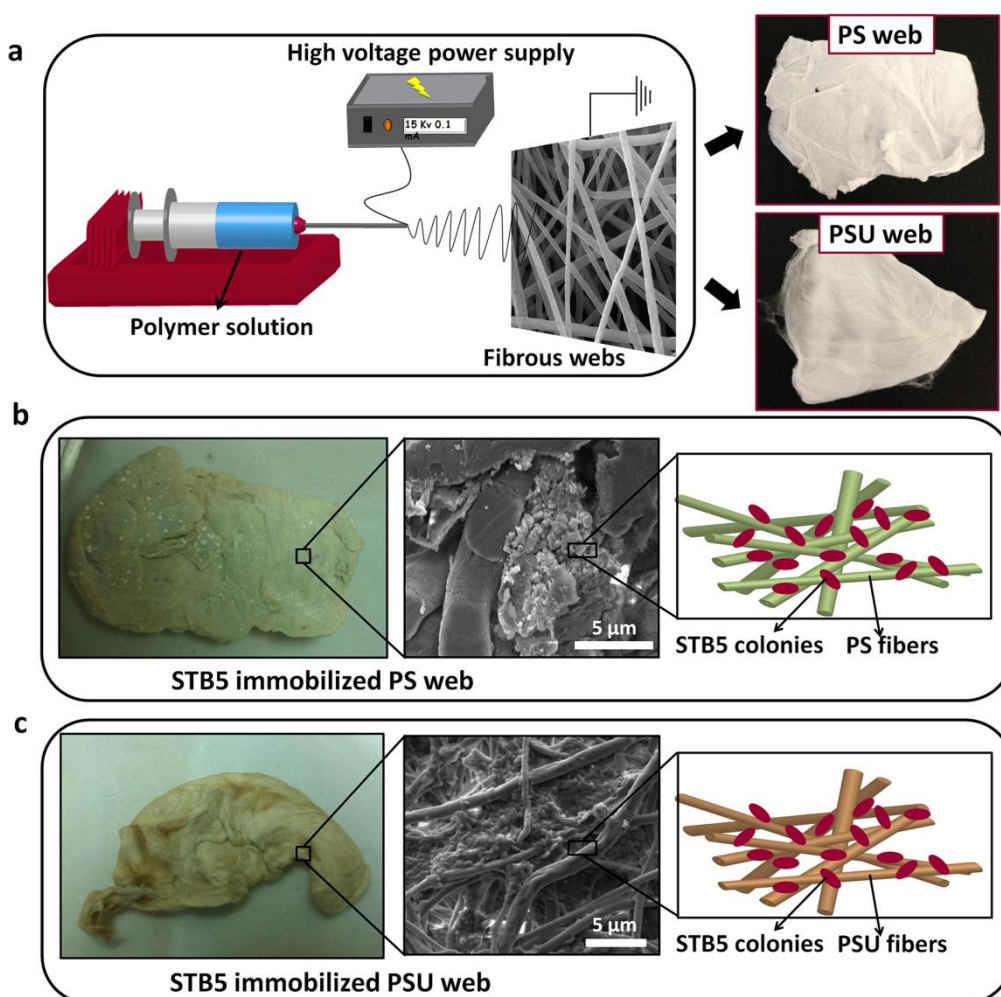 a
High voltage power supply
15 Kv 0.1
mA
Polymer solution
Fibrous webs
PS web
PSU web
b
5 μm
STB5 colonies
PS fibers
STB5 immobilized PS web
c
5 μm
STB5 colonies
PSU fibers
STB5 immobilized PSU web